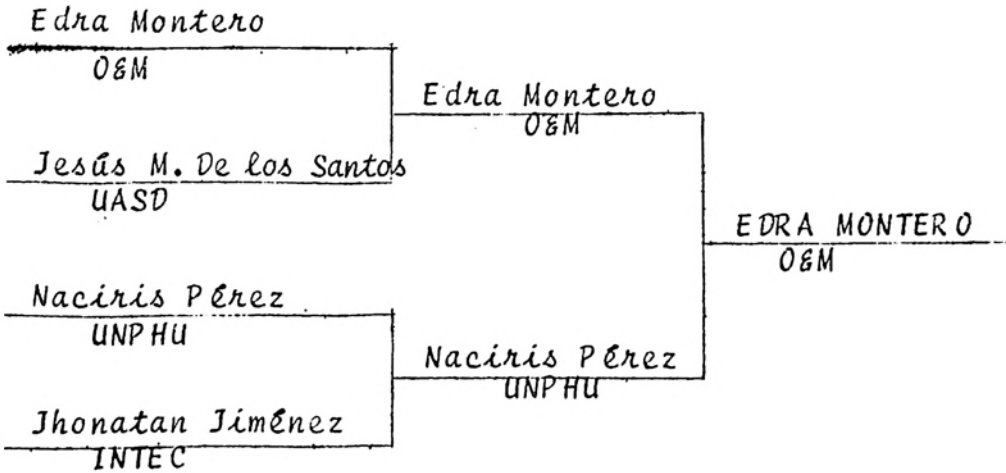 Edra Montero
O&M
Jesús M. De los Santos
UASD
Naciris Pérez
UNPHU
Jhonatan Jiménez
INTEC
Edra Montero
O&M
Naciris Pérez
UNPHU
EDRA MONTERO
O&M